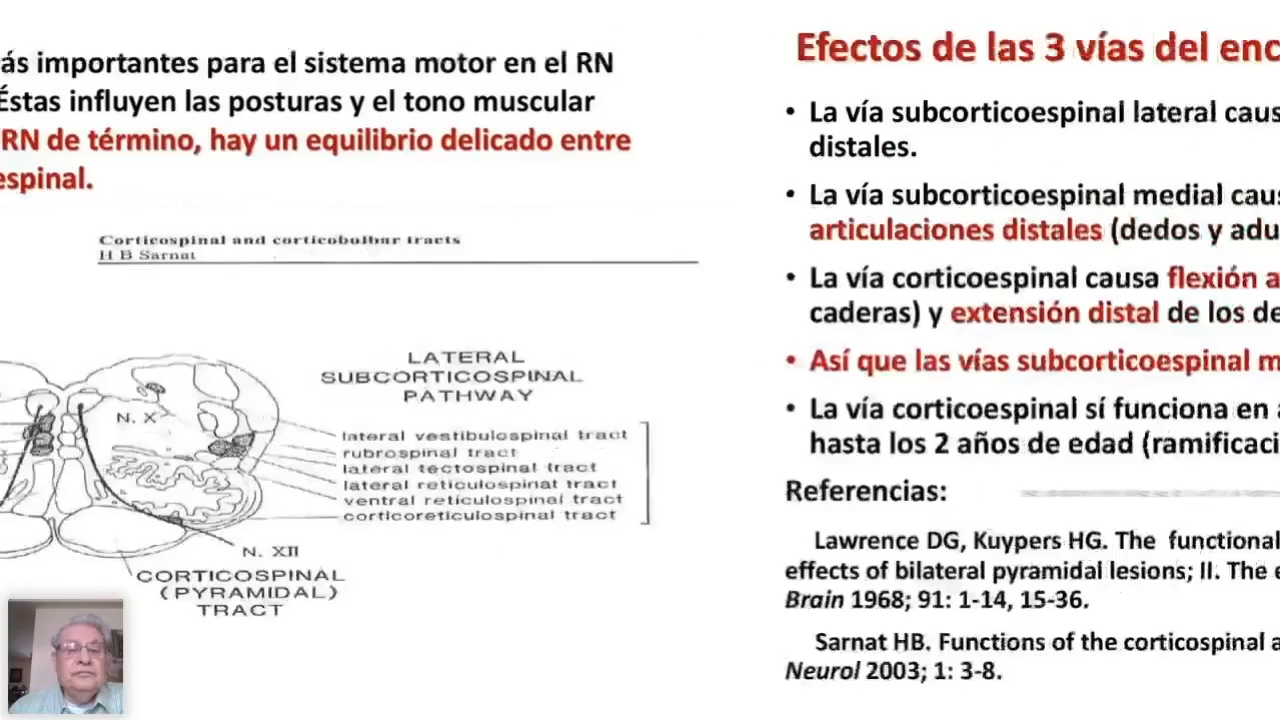 ás importantes para el sistema motor en el RN
Éstas influyen las posturas y el tono muscular
RN de término, hay un equilibrio delicado entre
espinal.
Corticospinal and corticobulbar tracts
H B Sarnat
LATERAL
SUBCORTICOSPINAL
PATHWAY
N. X
lateral vestibulospinal tract
rubrospinal tract
lateral tectospinal tract
lateral reticulospinal tract
ventral reticulospinal tract
corticoreticulospinal tract
N. XII
CORTICOSPINAL
(PYRAMIDAL)
TRACT
Efectos de las 3 vías del enc
• La vía subcorticoespinal lateral caus
distales.
• La vía subcorticoespinal medial caus
articulaciones distales (dedos y adu
• La vía corticoespinal causa flexión a
caderas) y extensión distal de los de
• Así que las vías subcorticoespinal m
• La vía corticoespinal sí funciona en a
hasta los 2 años de edad (ramificaci
Referencias:
Lawrence DG, Kuypers HG. The functional
effects of bilateral pyramidal lesions; II. The e
Brain 1968; 91: 1-14, 15-36.
Sarnat HB. Functions of the corticospinal a
Neurol 2003; 1: 3-8.